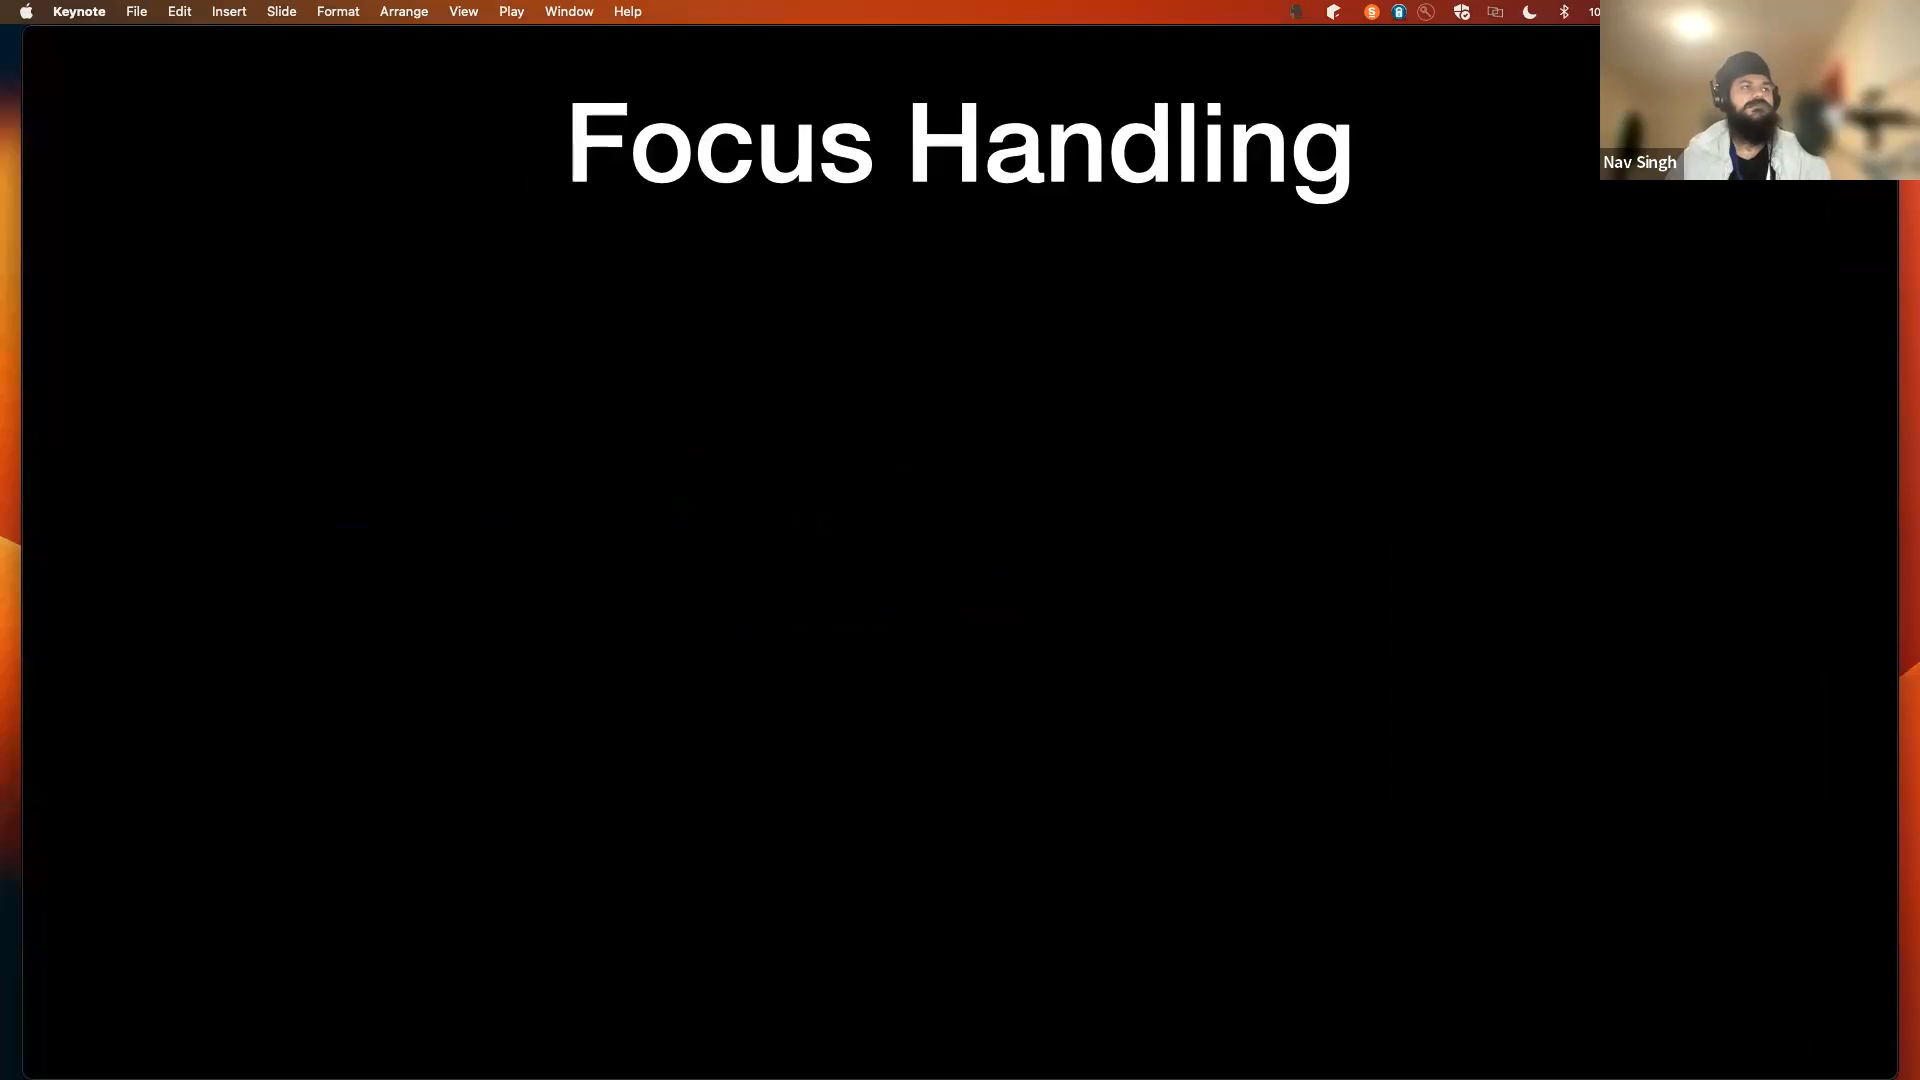 Keynote File Edit Insert Slide Format Arrange View Play Window Help 10
Focus Handling
Nav Singh